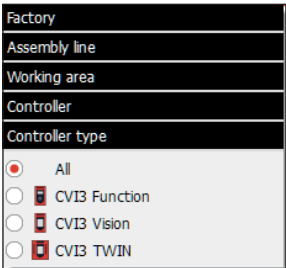 Factory
Assembly line
Working area
Controller
Controller type
All
CVI3 Function
CVI3 Vision
CVI3 TWIN